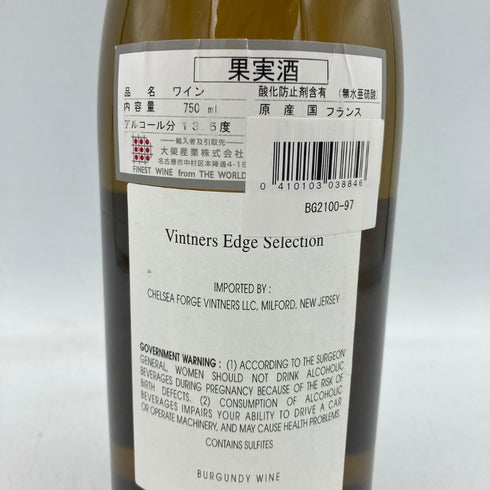 果実酒
品名 ワイン 酸化防止剤含有 (無水亜硫酸)
内容量 750 ml 原産国 フランス
アルコール分 13.5度
輸入者及引取先
大榮産業株式会
名古屋市中村区本陣通4-18
FINEST WINE from THE WORLD
0 410103 038846
BG2100-97
Vintners Edge Selection
IMPORTED BY :
CHELSEA FORGE VINTNERS LLC, MILFORD, NEW JERSEY
GOVERNMENT WARNING : (1) ACCORDING TO THE SURGEON
GENERAL, WOMEN SHOULD NOT DRINK ALCOHOLIC
BEVERAGES DURING PREGNANCY BECAUSE OF THE RISK OF
BIRTH DEFECTS. (2) CONSUMPTION OF ALCOHOLIC
BEVERAGES IMPAIRS YOUR ABILITY TO DRIVE A CAR
OR OPERATE MACHINERY, AND MAY CAUSE HEALTH PROBLEMS.
CONTAINS SULFITES
BURGUNDY WINE